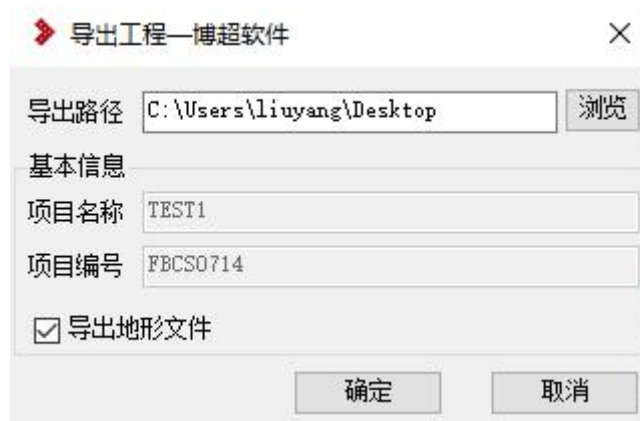 导出工程—博超软件
导出路径 C:\Users\liuyang\Desktop 浏览
基本信息
项目名称 TEST1
项目编号 FBCS0714
导出地形文件
确定 取消